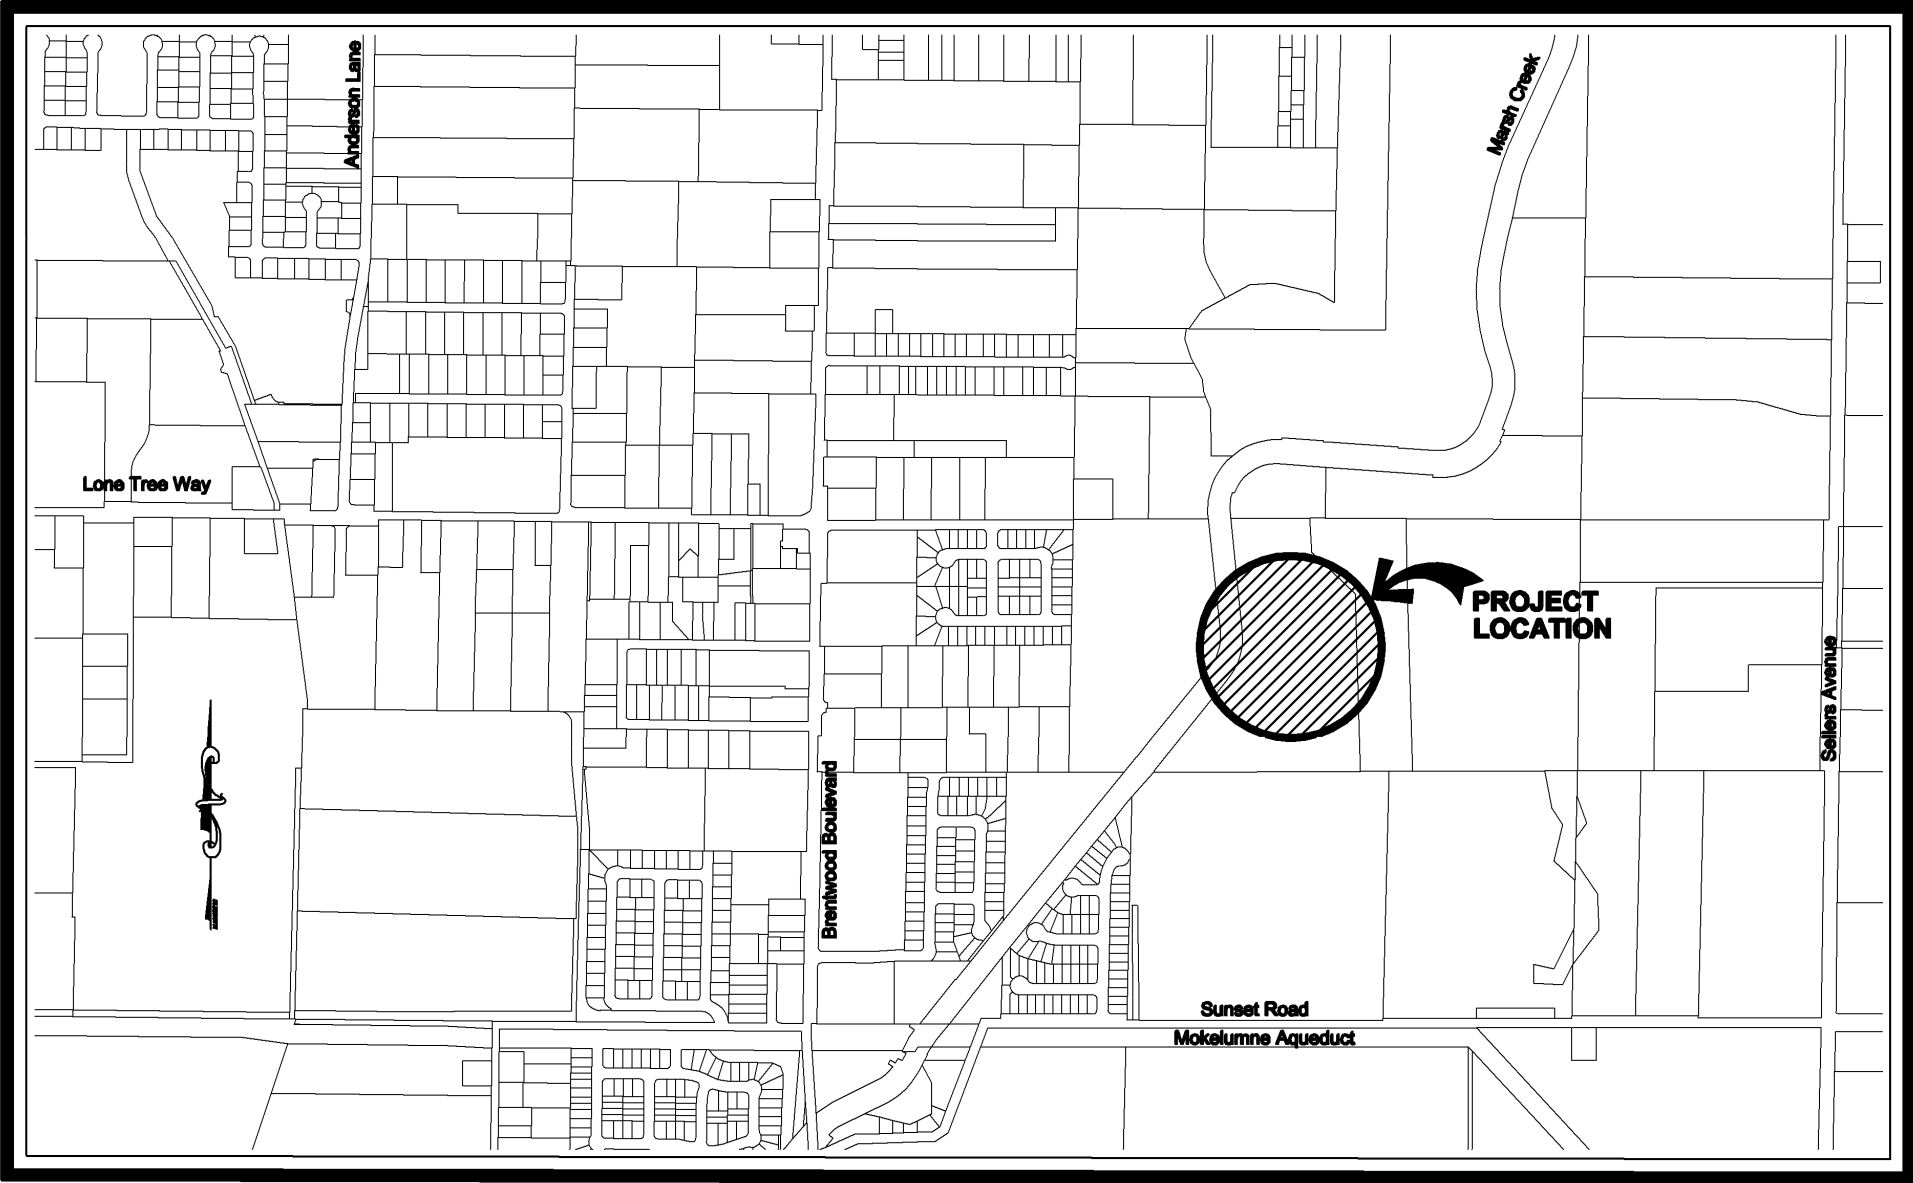 Anderson Lane
Marsh Creek
Lone Tree Way
PROJECT
LOCATION
Sellers Avenue
Brentwood Boulevard
Sunset Road
Mokelumne Aqueduct